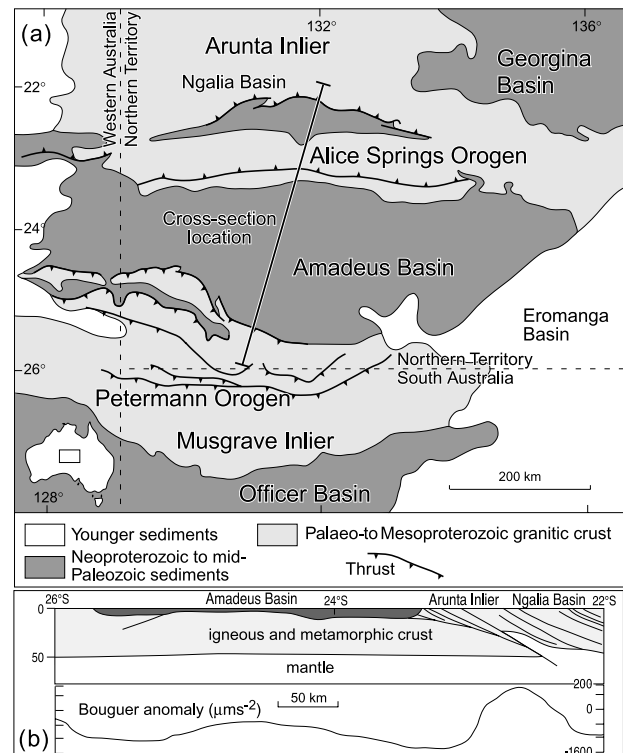 (a)
132
136°
Arunta Inlier
Georgina
Basin
Western Australia
Northern Territory
22°
Ngalia Basin
Alice Springs Orogen
24°
Cross-section
location
Amadeus Basin
Eromanga
Basin
26°
Northern Territory
South Australia
Petermann Orogen
Musgrave Inlier
200 km
128°
132°
Officer Basin
Younger sediments
Palaeo-to Mesoproterozoic granitic crust
Neoproterozoic to mid-
Paleozoic sediments
Thrust
26°S
Amadeus Basin
24°S
Arunta Inlier
Ngalia Basin
22°S
0
igneous and metamorphic crust
50
mantle
Bouguer anomaly (μms⁻²)
50 km
200
0
(b)
-1600